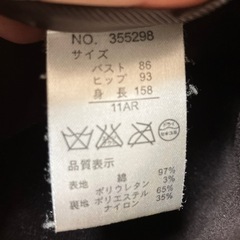 NO. 355298
サイズ
バスト 86
ヒップ 93
身長 158
11AR
品質表示
表地 綿 97%
ポリウレタン 3%
裏地 ポリエステル 65%
ナイロン 35%